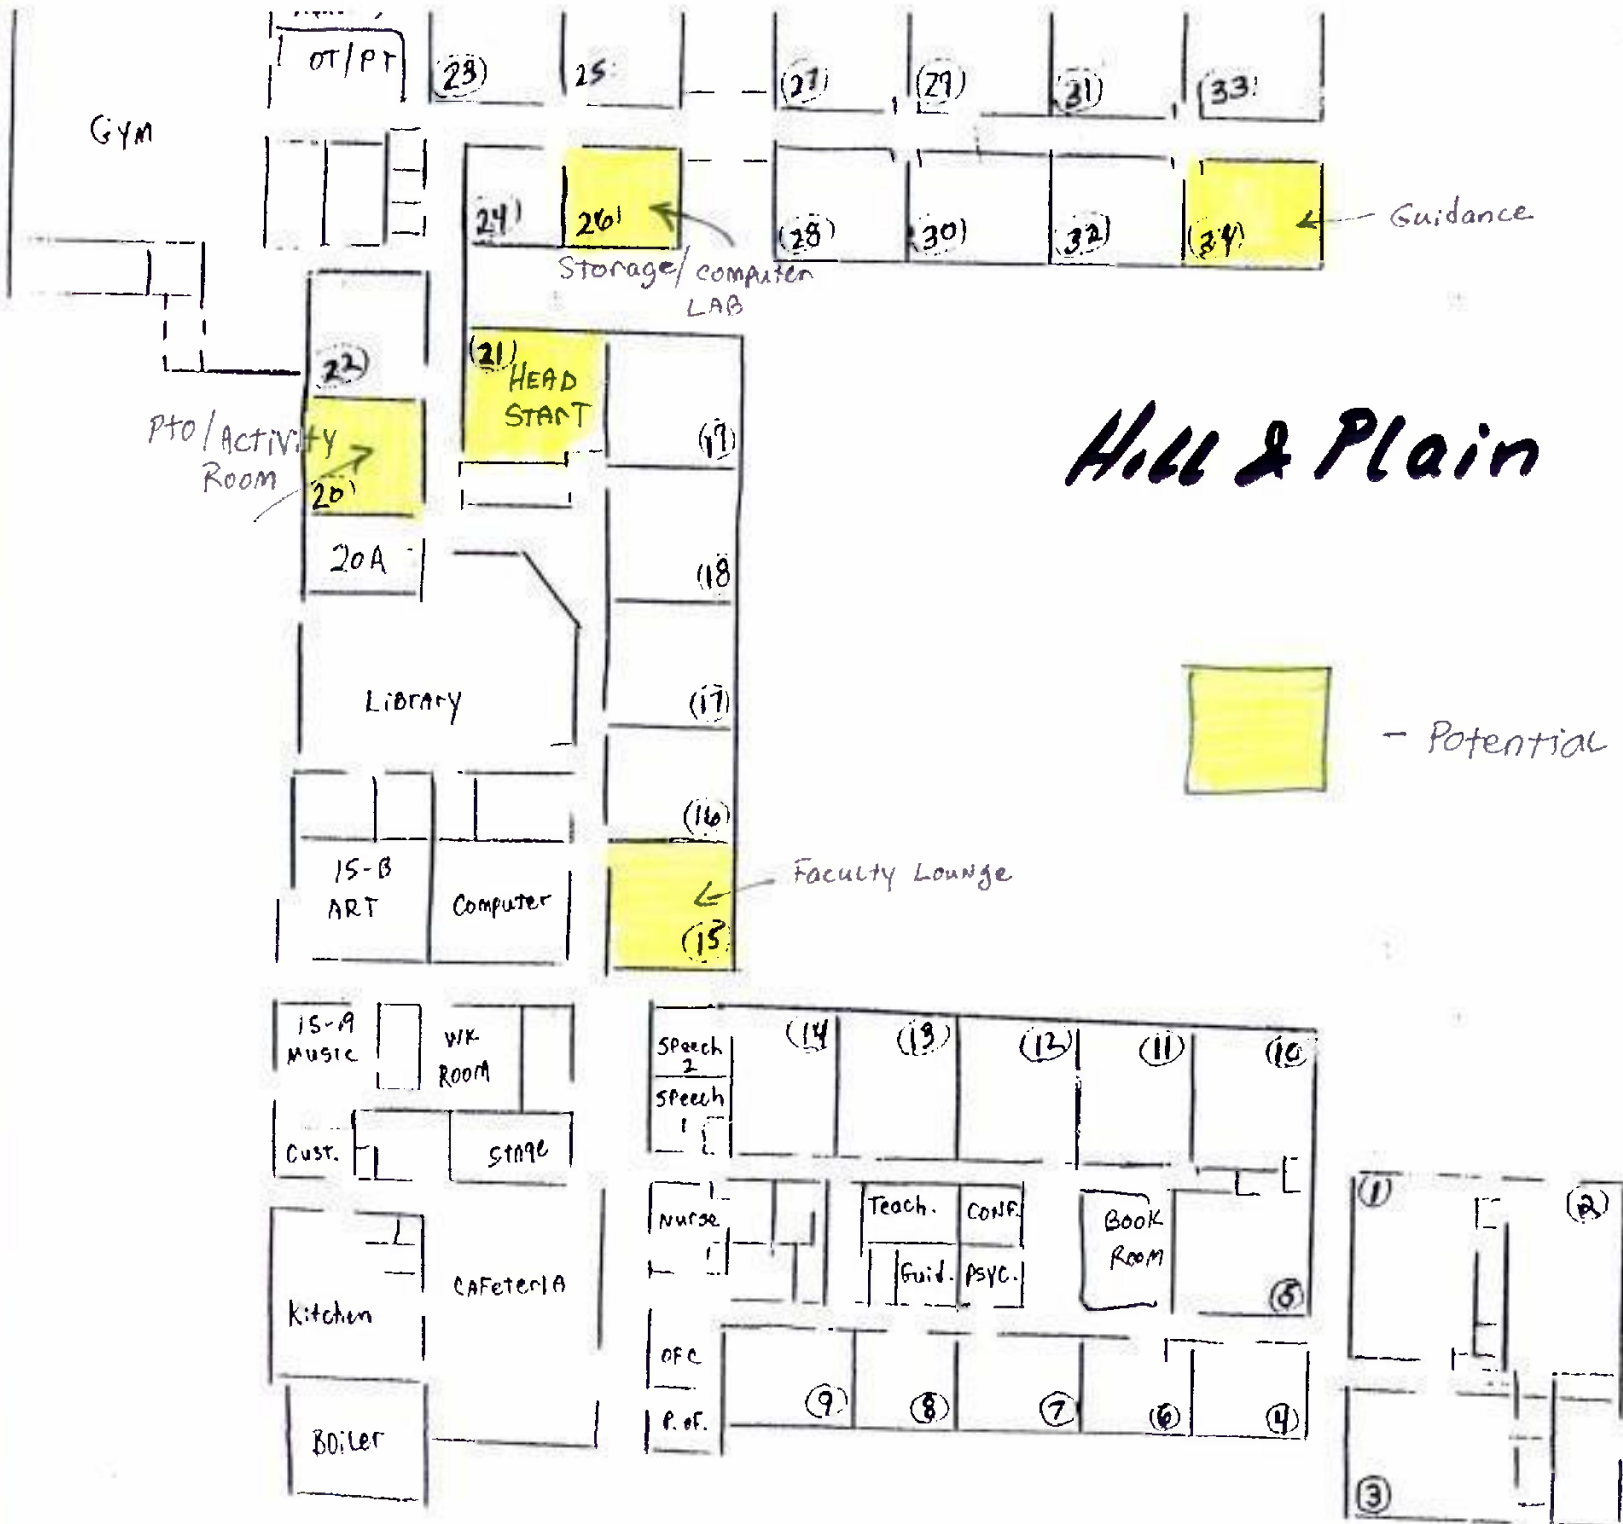 OT/PT
(23)
25
(27)
(29)
(31)
(33)
Gym
24)
26)
(28)
(30)
(32)
(34)
Guidance
Storage/computer
LAB
(21)
HEAD
START
(22)
Pto/Activity
Room
20)
(19)
Hill & Plain
20A
(18
Library
(17)
- Potential
(16)
15-B
ART
Computer
Faculty Lounge
(15)
15-A
Music
WK
ROOM
Speech
2
Speech
1
(14
(13)
(12)
(11)
(10
Cust.
Stage
(1)
(2)
Nurse
Teach.
CONF.
BOOK
ROOM
Guid.
PSYC.
(5)
CAFeteriA
Kitchen
OFC
P. oF.
(9)
(8)
(7)
(6)
(4)
Boiler
(3)